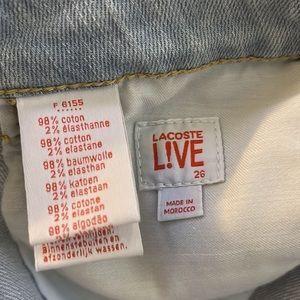 F 6155
98% coton
2% élasthanne
98% cotton
2% elastane
98% baumwolle
2% elasthan
98% katoen
2% elastaan
98% cotone
2% elastan
98% algodão
Binnenstebuiten en
afzonderlijk wassen.
LACOSTE
L!VE
26
MADE IN
MOROCCO